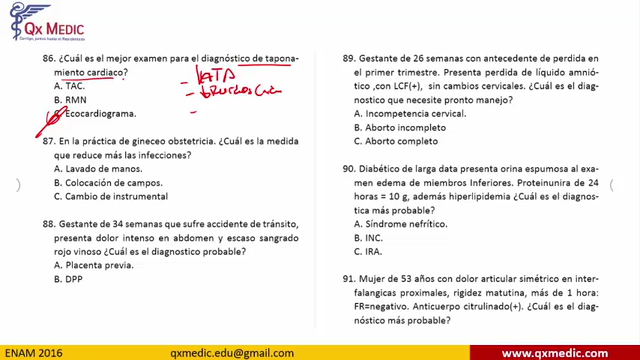 Qx MEDIC
86. ¿Cuál es el mejor examen para el diagnóstico de tapona-
miento cardiaco?
A. TAC.
B. RMN
Ecocardiograma.
87. En la práctica de gineceo obstetricia. ¿Cuál es la medida
que reduce más las infecciones?
A. Lavado de manos.
B. Colocación de campos.
C. Cambio de instrumental
88. Gestante de 34 semanas que sufre accidente de tránsito,
presenta dolor intenso en abdomen y escaso sangrado
rojo vinoso ¿Cuál es el diagnostico probable?
A. Placenta previa.
B. DPP
89. Gestante de 26 semanas con antecedente de perdida en
el primer trimestre. Presenta perdida de líquido amnió-
tico ,con LCF(+), sin cambios cervicales. ¿Cuál es el diag-
nostico que necesite pronto manejo?
A. Incompetencia cervical.
B. Aborto incompleto
C. Aborto completo
90. Diabético de larga data presenta orina espumosa al exa-
men edema de miembros Inferiores. Proteinunira de 24
horas = 10 g, además hiperlipidemia ¿Cuál es el diagnos-
tica más probable?
A. Síndrome nefrítico.
B. INC.
C. IRA.
91. Mujer de 53 años con dolor articular simétrico en inter-
falangicas proximales, rigidez matutina, más de 1 hora:
FR=negativo. Anticuerpo citrulinado(+). ¿Cuál es el diag-
nóstico más probable?
ENAM 2016
qxmedic.edu@gmail.com
www.qxmedic.com